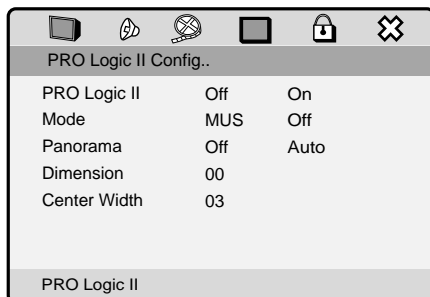 PRO Logic II Config..
PRO Logic II Off On
Mode MUS Off
Panorama Off Auto
Dimension 00
Center Width 03
PRO Logic II